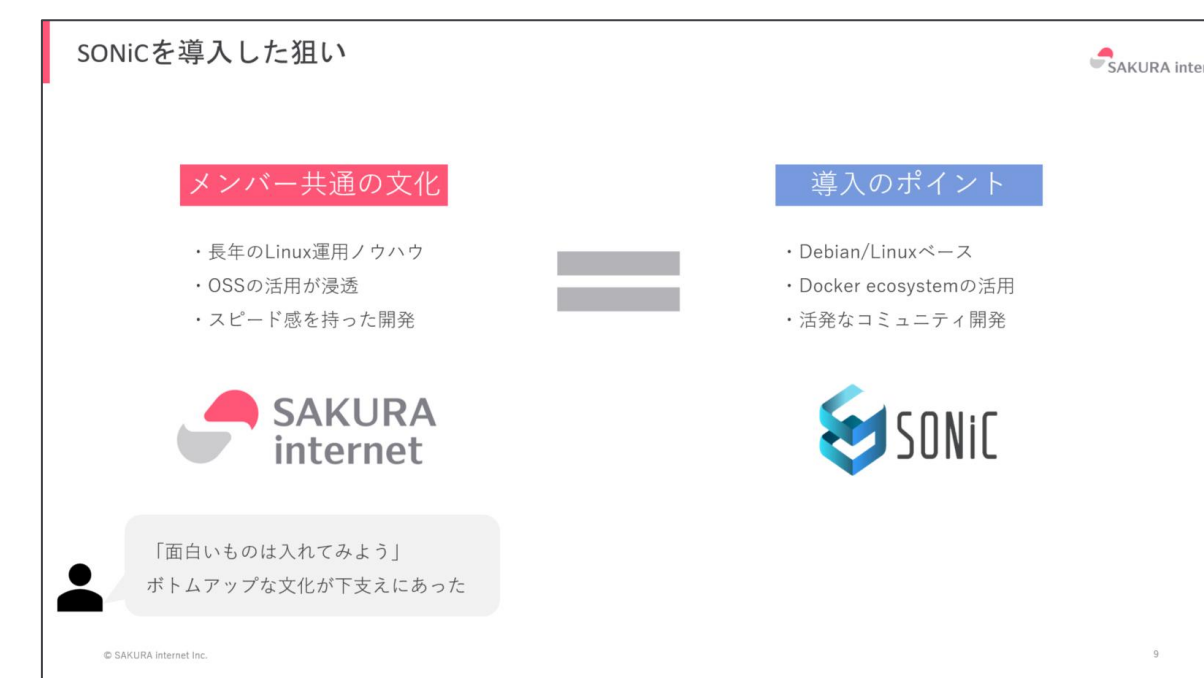 SONiCを導入した狙い
SAKURA inter
メンバー共通の文化
・長年のLinux運用ノウハウ
・OSSの活用が浸透
・スピード感を持った開発
SAKURA
internet
導入のポイント
・Debian/Linuxベース
・Docker ecosystemの活用
・活発なコミュニティ開発
SONiC
「面白いものは入れてみよう」
ボトムアップな文化が下支えにあった
© SAKURA internet Inc.
9